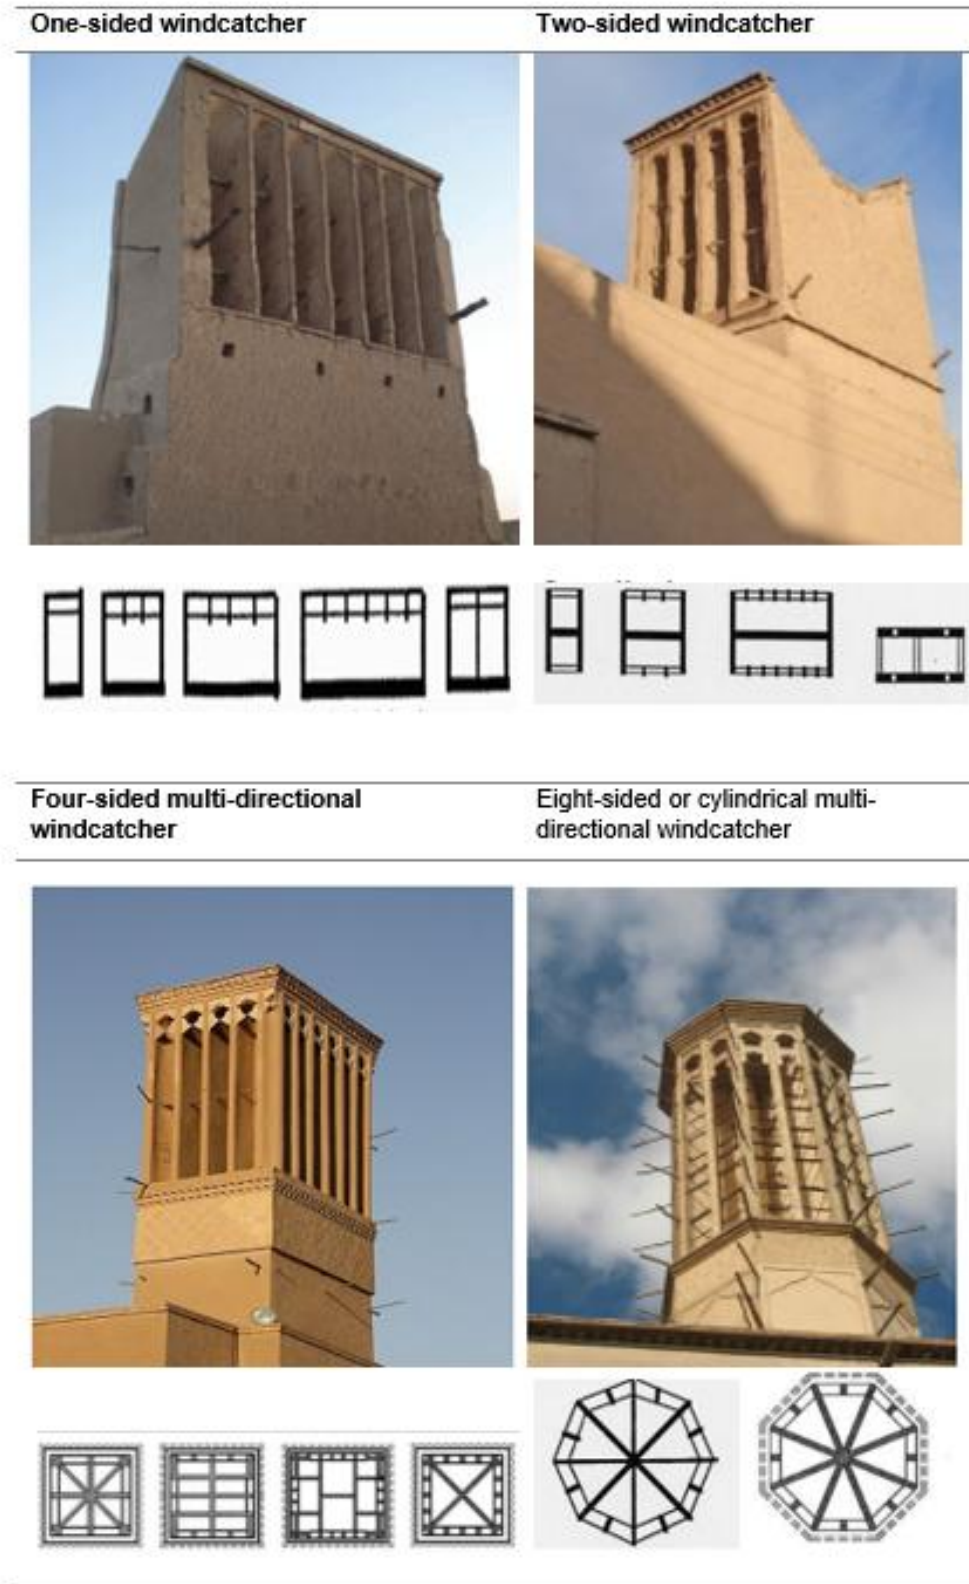 One-sided windcatcher
Two-sided windcatcher
Four-sided multi-directional
windcatcher
Eight-sided or cylindrical multi-
directional windcatcher